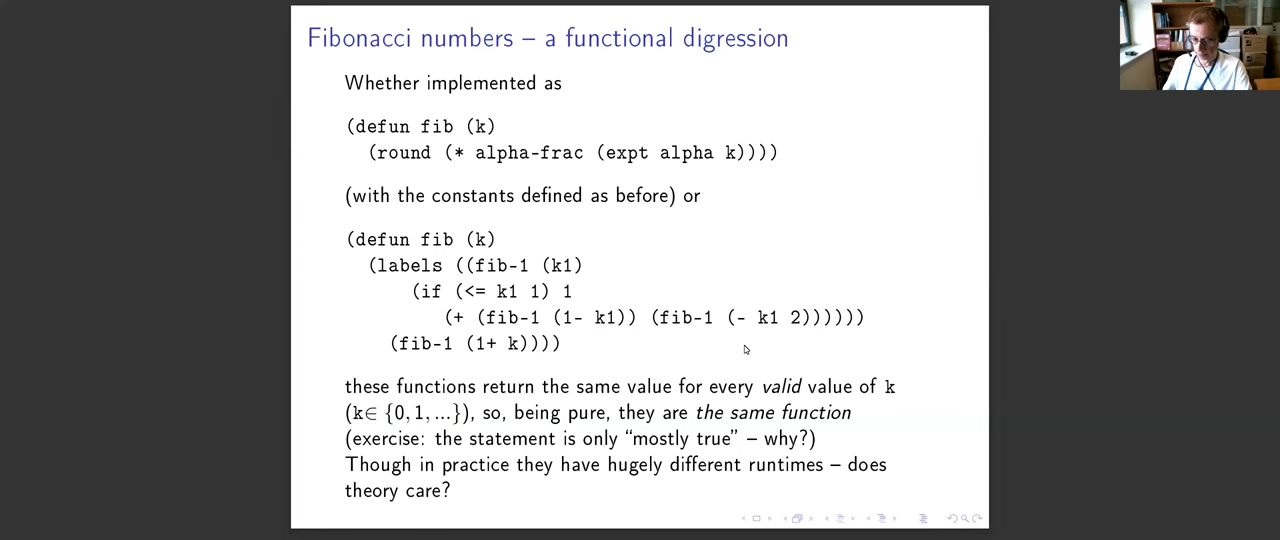 Fibonacci numbers – a functional digression
Whether implemented as
(defun fib (k)
(round (* alpha-frac (expt alpha k))))
(with the constants defined as before) or
(defun fib (k)
(labels ((fib-1 (k1)
(if (<= k1 1) 1
(+ (fib-1 (1- k1)) (fib-1 (- k1 2))))))
(fib-1 (1+ k))))
these functions return the same value for every valid value of k
(k∈ {0, 1, ...}), so, being pure, they are the same function
(exercise: the statement is only “mostly true” – why?)
Though in practice they have hugely different runtimes – does
theory care?